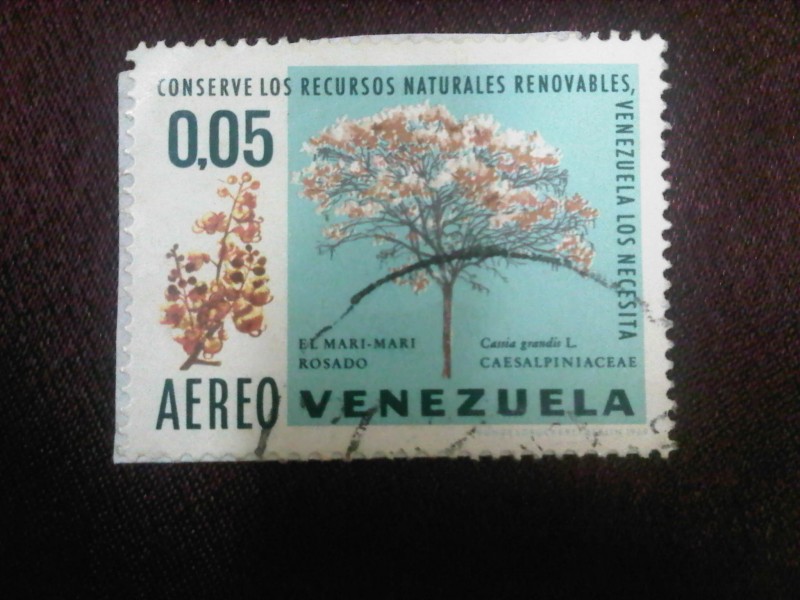 CONSERVE LOS RECURSOS NATURALES RENOVABLES,
VENEZUELA LOS NECESITA
0,05
EL MARI-MARI
ROSADO
Cassia grandis L.
CAESALPINIACEAE
AEREO VENEZUELA